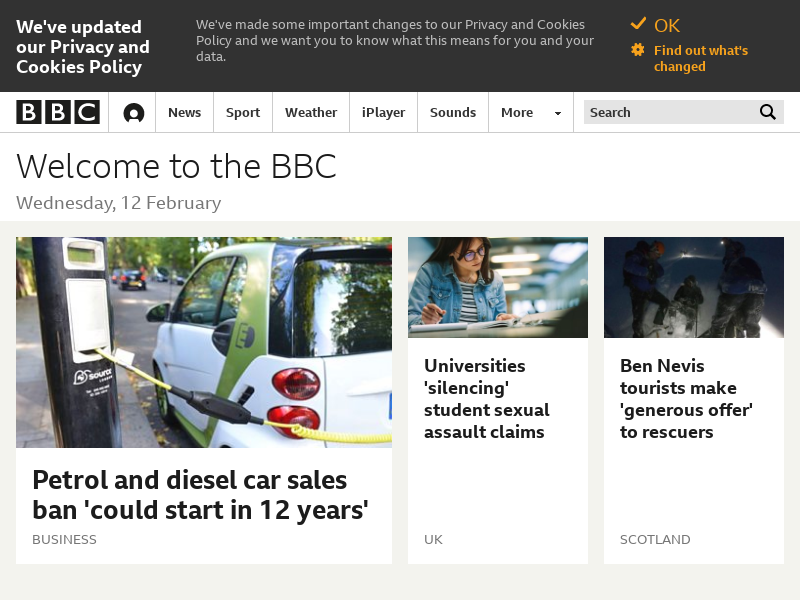 We've updated
our Privacy and
Cookies Policy
We've made some important changes to our Privacy and Cookies
Policy and we want you to know what this means for you and your
data.
OK
Find out what's
changed
BBC
News
Sport
Weather
iPlayer
Sounds
More
Search
Welcome to the BBC
Wednesday, 12 February
source
Petrol and diesel car sales
ban 'could start in 12 years'
BUSINESS
Universities
'silencing'
student sexual
assault claims
UK
Ben Nevis
tourists make
'generous offer'
to rescuers
SCOTLAND